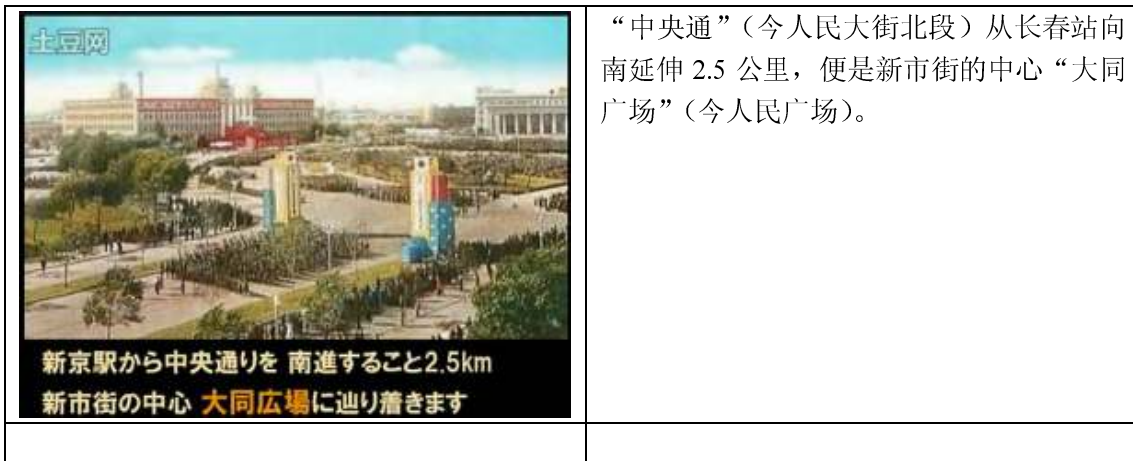 土豆网
新京駅から中央通りを 南進すること2.5km
新市街の中心 大同広場に辿り着きます
“中央通”（今人民大街北段）从长春站向
南延伸 2.5 公里，便是新市街的中心“大同
广场”（今人民广场）。